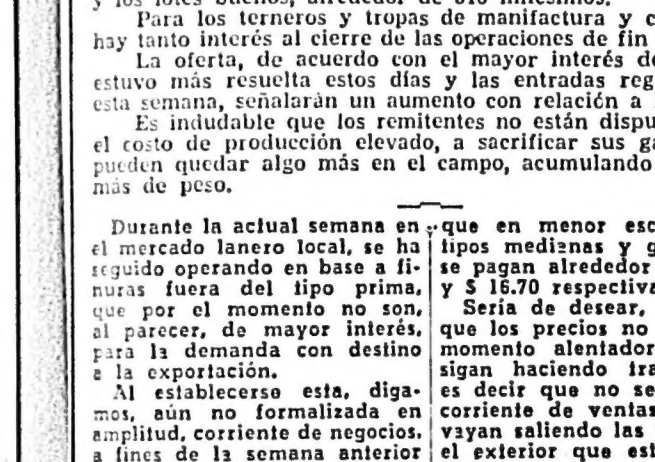 y los lotes buenos, alrededor de 510 milésimos.
Para los terneros y tropas de manifactura y c
hay tanto interés al cierre de las operaciones de fin
La oferta, de acuerdo con el mayor interés de
estuvo más resuelta estos días y las entradas reg
esta semana, señalarán un aumento con relación a
Es indudable que los remitentes no están dispu
el costo de producción elevado, a sacrificar sus ga
pueden quedar algo más en el campo, acumulando
más de peso.
Durante la actual semana en
el mercado lanero local, se ha
seguido operando en base a fi-
nuras fuera del tipo prima,
que por el momento no son,
al parecer, de mayor interés,
para la demanda con destino
a la exportación.
Al establecerse esta, diga-
mos, aún no formalizada en
amplitud, corriente de negocios,
a fines de la semana anterior
que en menor esc
tipos medianas y g
se pagan alrededor
y $ 16.70 respectiva
Sería de desear,
que los precios no
momento alentador
sigan haciendo tra
es decir que no se
corriente de ventas
vayan saliendo las
el exterior que est